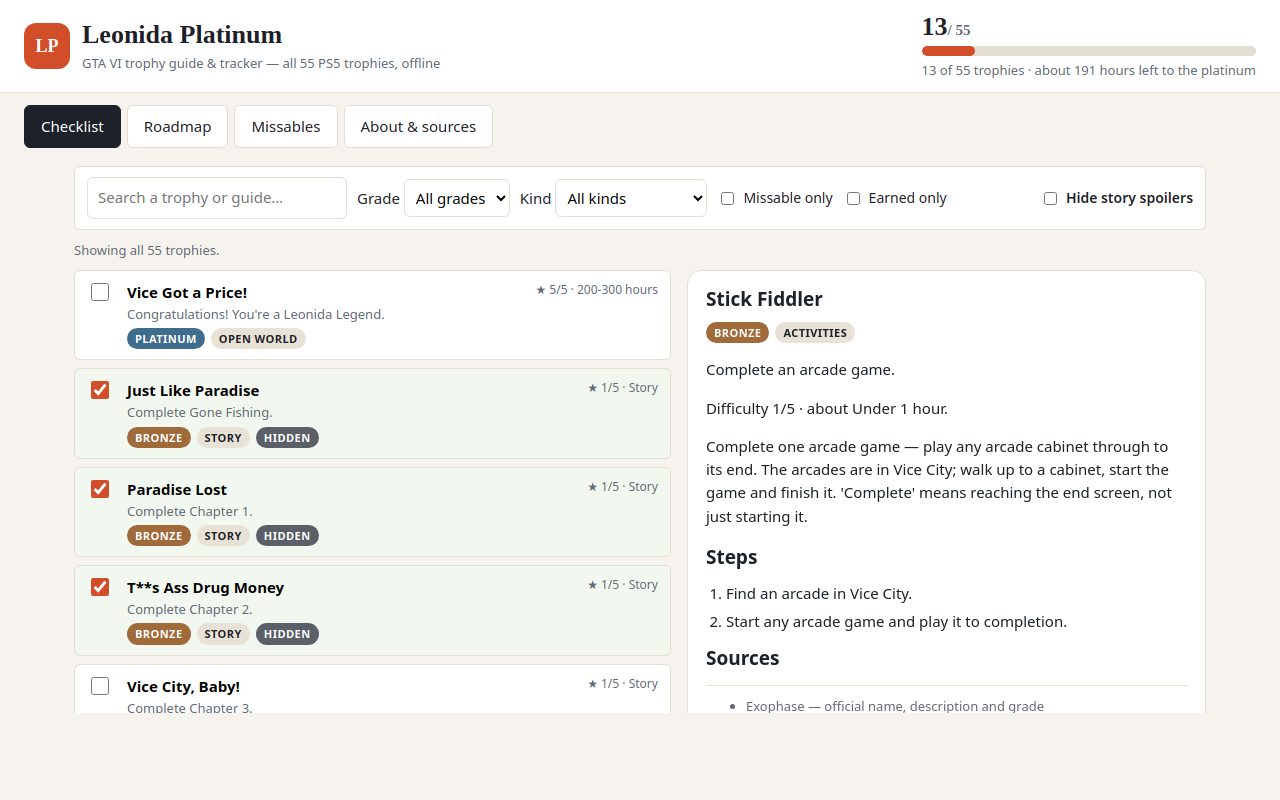 LP
Leonida Platinum
GTA VI trophy guide & tracker — all 55 PS5 trophies, offline
13/ 55
13 of 55 trophies · about 191 hours left to the platinum
Checklist
Roadmap
Missables
About & sources
Search a trophy or guide...
Grade
All grades
Kind
All kinds
Missable only
Earned only
Hide story spoilers
Showing all 55 trophies.
Vice Got a Price!
★ 5/5 · 200-300 hours
Congratulations! You're a Leonida Legend.
PLATINUM
OPEN WORLD
Just Like Paradise
★ 1/5 · Story
Complete Gone Fishing.
BRONZE
STORY
HIDDEN
Paradise Lost
★ 1/5 · Story
Complete Chapter 1.
BRONZE
STORY
HIDDEN
T**s Ass Drug Money
★ 1/5 · Story
Complete Chapter 2.
BRONZE
STORY
HIDDEN
Vice City, Baby!
★ 1/5 · Story
Complete Chapter 3.
Stick Fiddler
BRONZE
ACTIVITIES
Complete an arcade game.
Difficulty 1/5 · about Under 1 hour.
Complete one arcade game — play any arcade cabinet through to
its end. The arcades are in Vice City; walk up to a cabinet, start the
game and finish it. 'Complete' means reaching the end screen, not
just starting it.
Steps
1. Find an arcade in Vice City.
2. Start any arcade game and play it to completion.
Sources
• Exophase — official name, description and grade